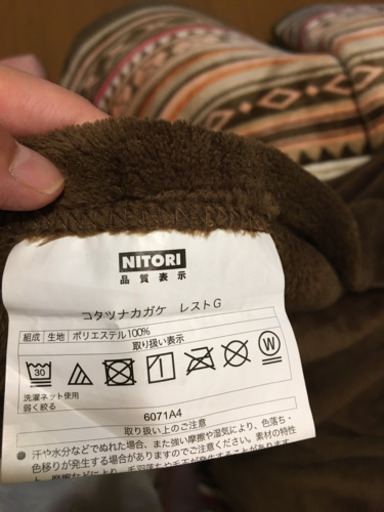 NITORI
品質表示
コタツナカガケ レストG
組成 生地 ポリエステル100%
取り扱い表示
30 W
洗濯ネット使用
弱く絞る
6071A4
取り扱い上のご注意
●汗や水分などでぬれた場合、また強い摩擦や湿気により、色落ち・
色移りが発生する場合がありますのでご注意ください。素材の特性